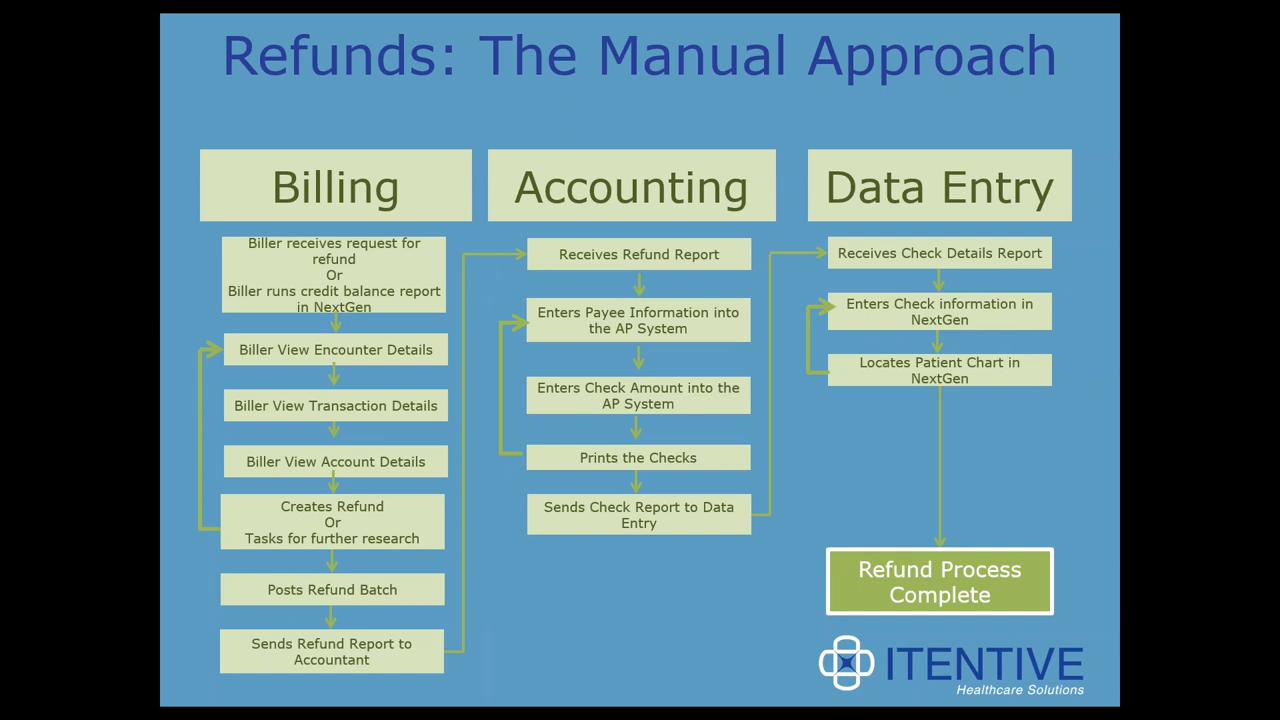 Refunds: The Manual Approach
Billing
Biller receives request for
refund
Or
Biller runs credit balance report
in NextGen
Biller View Encounter Details
Biller View Transaction Details
Biller View Account Details
Creates Refund
Or
Tasks for further research
Posts Refund Batch
Sends Refund Report to
Accountant
Accounting
Receives Refund Report
Enters Payee Information into
the AP System
Enters Check Amount into the
AP System
Prints the Checks
Sends Check Report to Data
Entry
Data Entry
Receives Check Details Report
Enters Check information in
NextGen
Locates Patient Chart in
NextGen
Refund Process
Complete
ITENTIVE
Healthcare Solutions